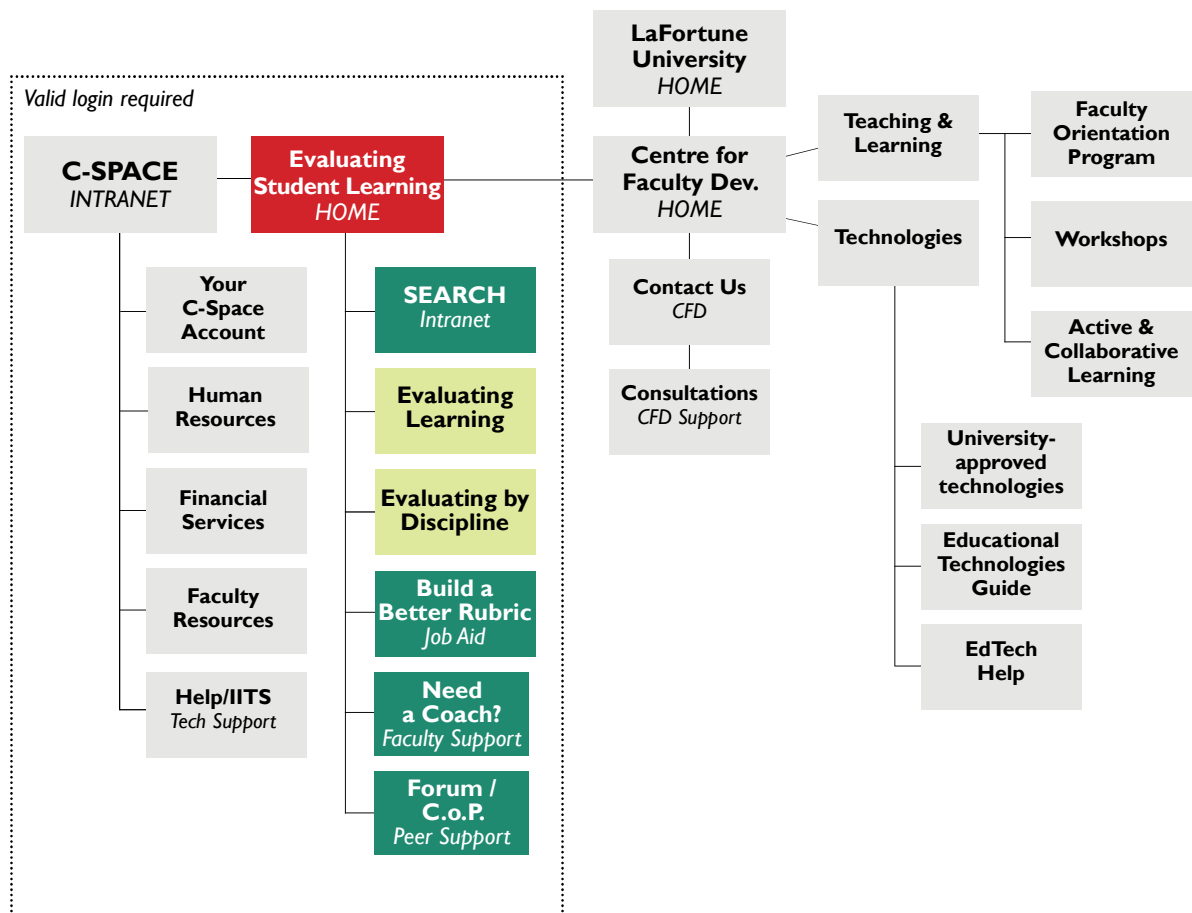 LaFortune
University
HOME
Valid login required
C-SPACE
INTRANET
Evaluating
Student Learning
HOME
Centre for
Faculty Dev.
HOME
Teaching &
Learning
Faculty
Orientation
Program
Technologies
Workshops
Active &
Collaborative
Learning
Your
C-Space
Account
Human
Resources
Financial
Services
Faculty
Resources
Help/IITS
Tech Support
SEARCH
Intranet
Evaluating
Learning
Evaluating by
Discipline
Build a
Better Rubric
Job Aid
Need
a Coach?
Faculty Support
Forum /
C.o.P.
Peer Support
Contact Us
CFD
Consultations
CFD Support
University-
approved
technologies
Educational
Technologies
Guide
EdTech
Help